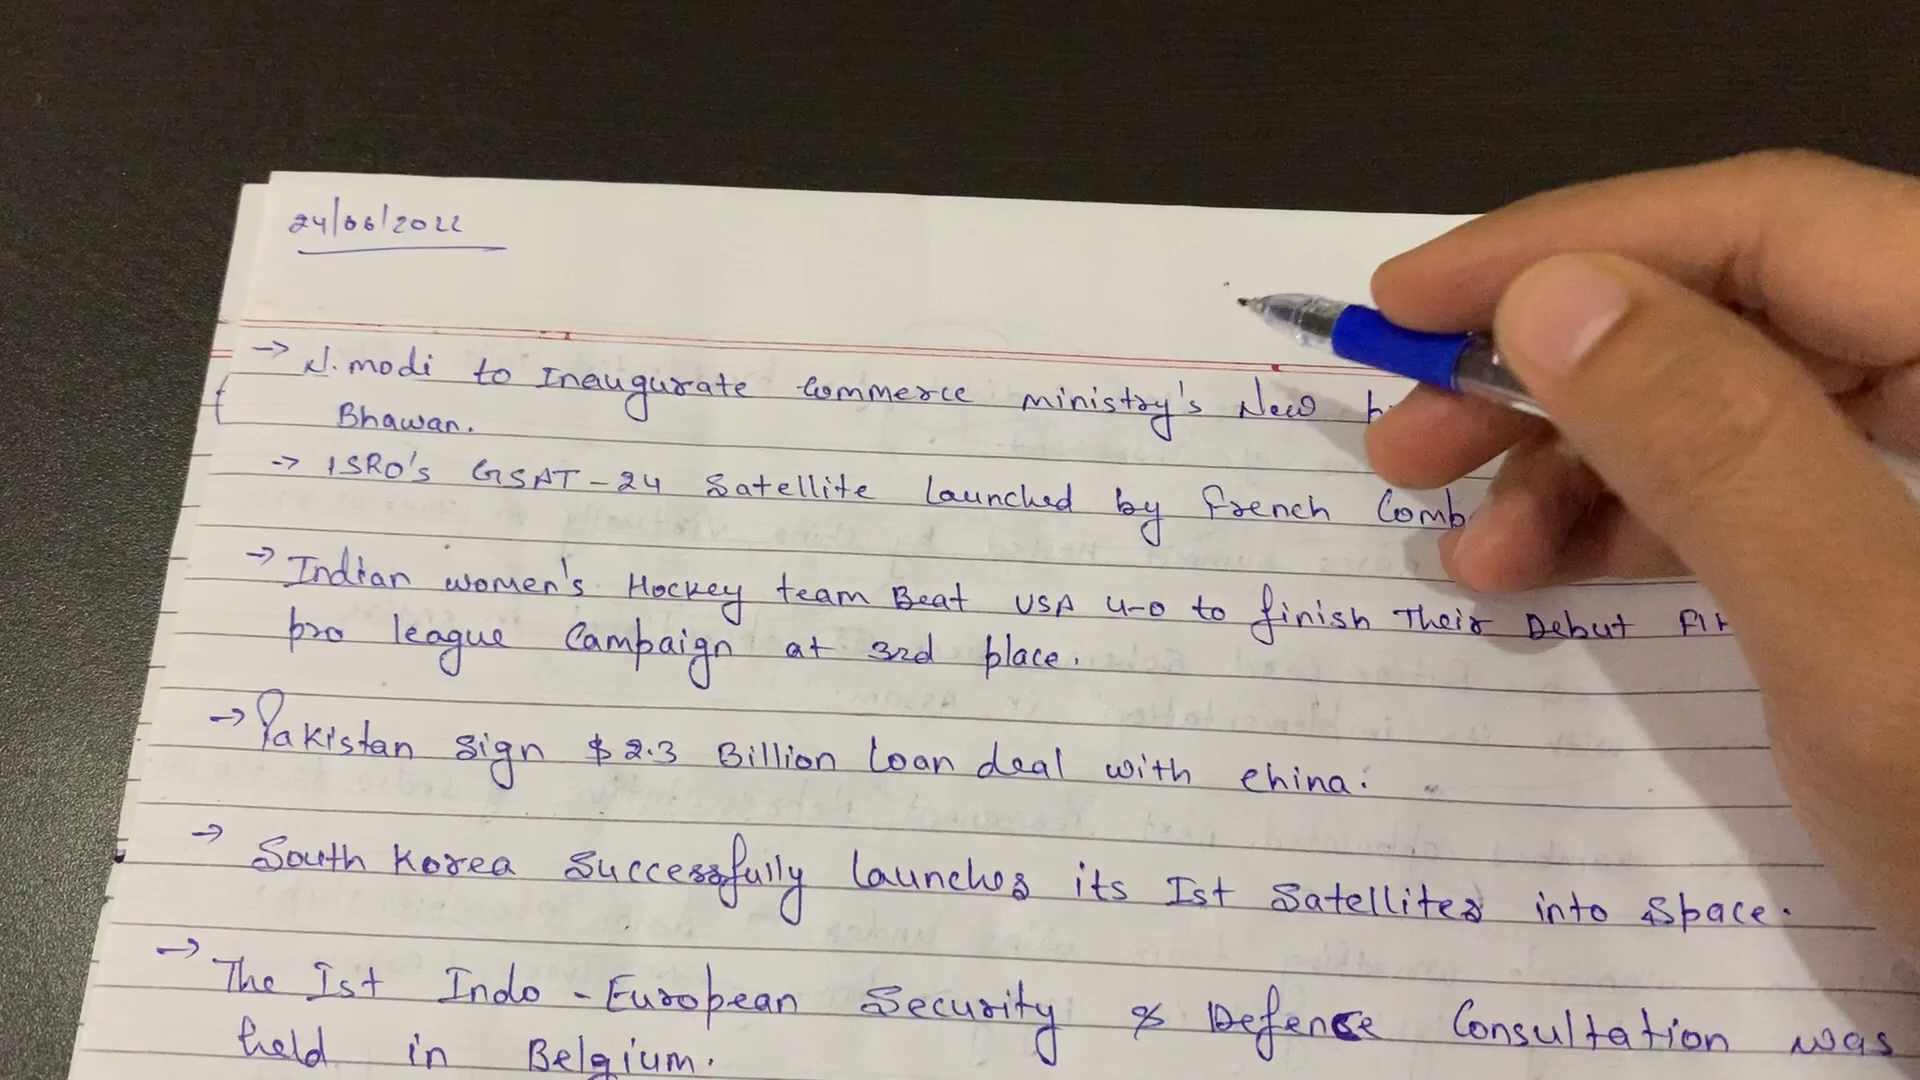 24/06/2022
→ N. modi to Inaugurate Commerce ministry's New
Bhawan.
→ ISRO's GSAT-24 Satellite Launched by French
→ Indian women's Hockey team Beat USA 4-0 to finish Their Debut
pro league Campaign at 3rd place.
→ Pakistan Sign $ 2.3 Billion Loan deal with China.
→ South Korea Successfully Launches its Ist Satellites into Space.
→ The Ist Indo - European Security & Defence Consultation was
held in Belgium.